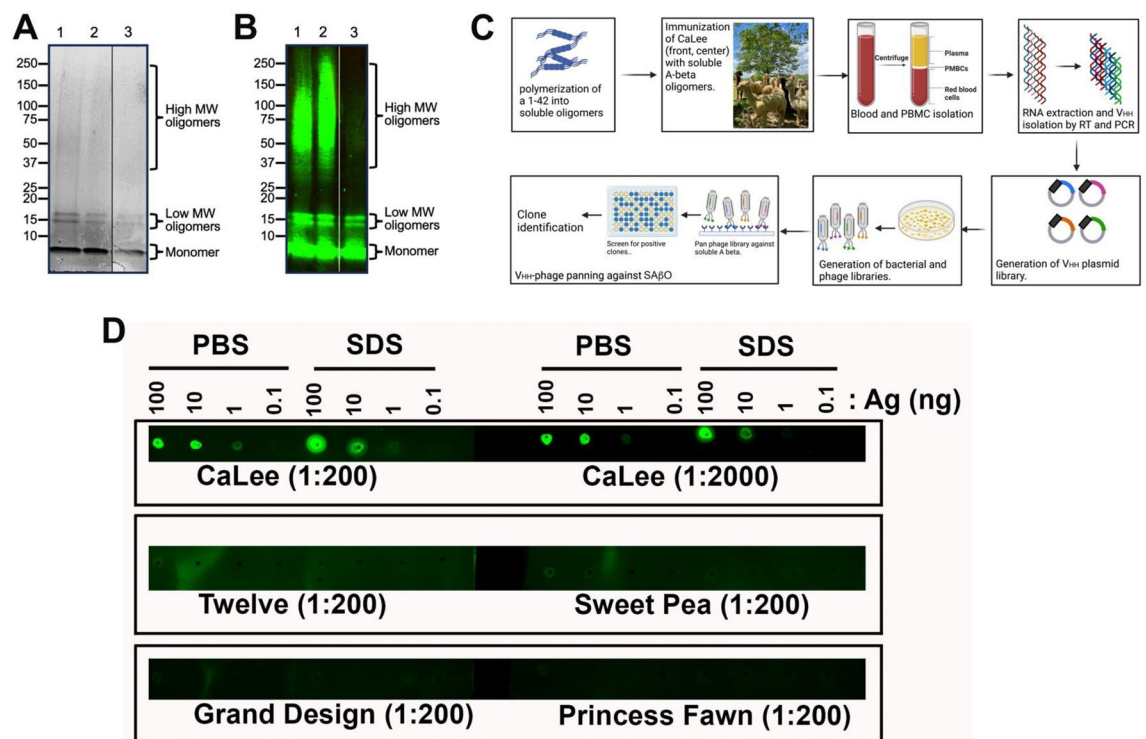 A
1 2 3
250
150
100
75
50
37
25
20
15
10
High MW
oligomers
Low MW
oligomers
Monomer
B
1 2 3
250
150
100
75
50
37
25
20
15
10
High MW
oligomers
Low MW
oligomers
Monomer
C
polymerization of
a 1-42 into
soluble oligomers
Immunization of
CaLee
(front, center)
with soluble
A-beta
oligomers.
Centrifuge
Plasma
PMBCs
Red blood
cells
Blood and PBMC isolation
RNA extraction and VHH
isolation by RT and PCR
Generation of VHH plasmid
library.
Generation of bacterial and
phage libraries.
Pan phage library against
soluble A beta.
Screen for positive
clones..
Clone
identification
VHH-phage panning against SAβO
D
PBS SDS PBS SDS
100 10 1 0.1 100 10 1 0.1 100 10 1 0.1 100 10 1 0.1 : Ag (ng)
CaLee (1:200) CaLee (1:2000)
Twelve (1:200) Sweet Pea (1:200)
Grand Design (1:200) Princess Fawn (1:200)